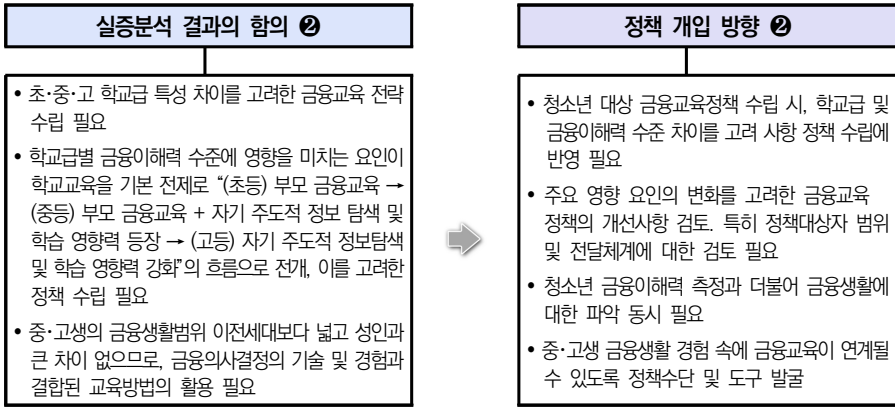 실증분석 결과의 함의 ❷
• 초·중·고 학교급 특성 차이를 고려한 금융교육 전략
수립 필요
• 학교급별 금융이해력 수준에 영향을 미치는 요인이
학교교육을 기본 전제로 “(초등) 부모 금융교육 →
(중등) 부모 금융교육 + 자기 주도적 정보 탐색 및
학습 영향력 등장 → (고등) 자기 주도적 정보탐색
및 학습 영향력 강화”의 흐름으로 전개, 이를 고려한
정책 수립 필요
• 중·고생의 금융생활범위 이전세대보다 넓고 성인과
큰 차이 없으므로, 금융의사결정의 기술 및 경험과
결합된 교육방법의 활용 필요
정책 개입 방향 ❷
• 청소년 대상 금융교육정책 수립 시, 학교급 및
금융이해력 수준 차이를 고려 사항 정책 수립에
반영 필요
• 주요 영향 요인의 변화를 고려한 금융교육
정책의 개선사항 검토. 특히 정책대상자 범위
및 전달체계에 대한 검토 필요
• 청소년 금융이해력 측정과 더불어 금융생활에
대한 파악 동시 필요
• 중·고생 금융생활 경험 속에 금융교육이 연계될
수 있도록 정책수단 및 도구 발굴